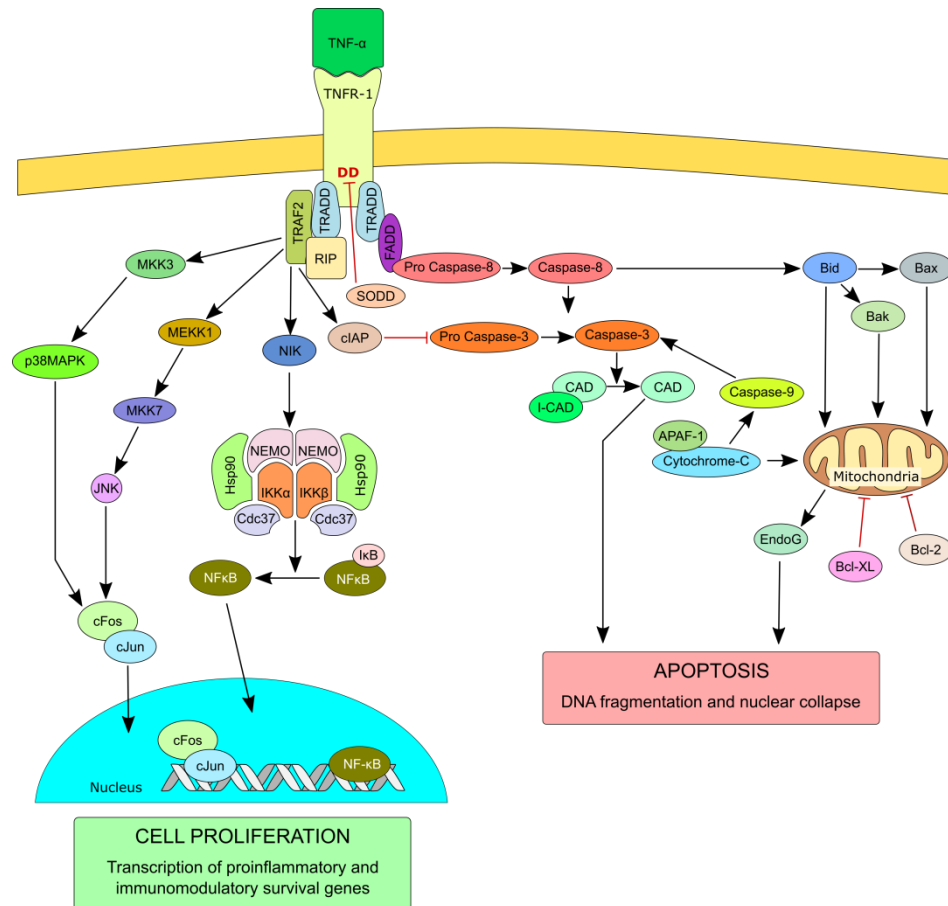 TNF-α
TNFR-1
DD
TRAF2
TRADD
TRADD
RIP
FADD
SODD
MKK3
Pro Caspase-8
Caspase-8
Bid
Bax
Bak
MEKK1
NIK
cIAP
Pro Caspase-3
Caspase-3
p38MAPK
CAD
I-CAD
CAD
Caspase-9
MKK7
APAF-1
Cytochrome-C
Mitochondria
Hsp90
NEMO
NEMO
Hsp90
IKKα
IKKβ
Cdc37
Cdc37
JNK
EndoG
Bcl-XL
Bcl-2
IκB
NFκB
NFκB
cFos
cJun
APOPTOSIS
DNA fragmentation and nuclear collapse
cFos
cJun
NF-κB
Nucleus
CELL PROLIFERATION
Transcription of proinflammatory and
immunomodulatory survival genes